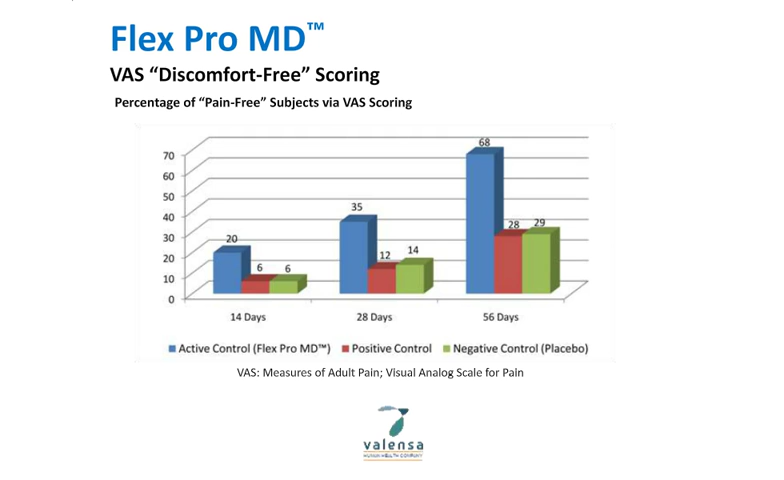 Flex Pro MD™
VAS “Discomfort-Free” Scoring
Percentage of “Pain-Free” Subjects via VAS Scoring
70
60
50
40
30
20
10
0
20
6
6
35
12
14
68
28
29
14 Days
28 Days
56 Days
Active Control (Flex Pro MD™)
Positive Control
Negative Control (Placebo)
VAS: Measures of Adult Pain; Visual Analog Scale for Pain
valensa
HUMAN HEALTH COMPANY